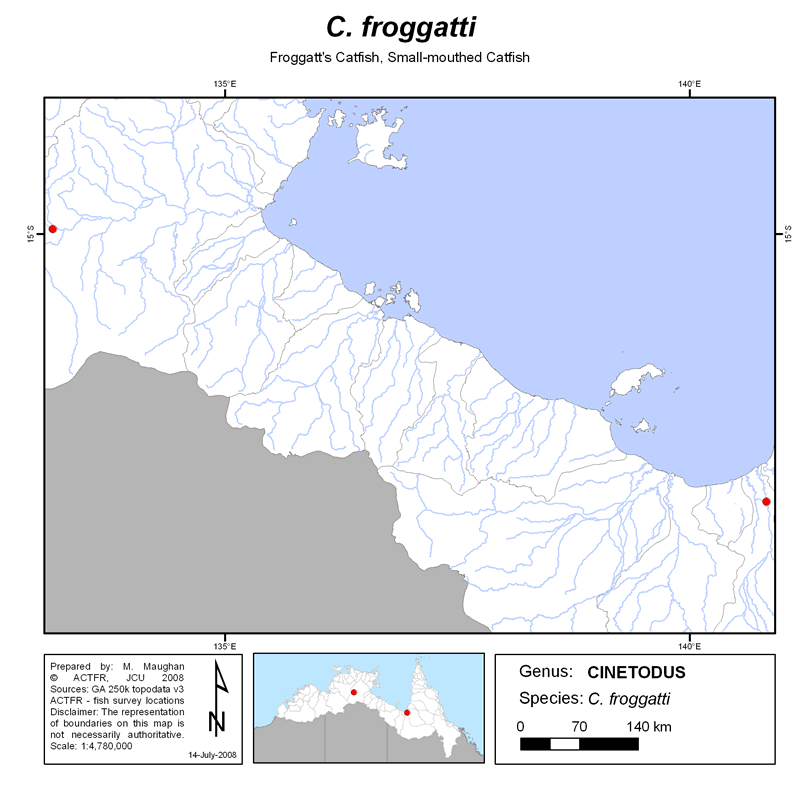 C. froggatti
Froggatt's Catfish, Small-mouthed Catfish
135°E 140°E
15°S 15°S
135°E 140°E
Prepared by: M. Maughan
© ACTFR, JCU 2008
Sources: GA 250k topodata v3
ACTFR - fish survey locations
Disclaimer: The representation
of boundaries on this map is
not necessarily authoritative.
Scale: 1:4,780,000
N
14-July-2008
Genus: CINETODUS
Species: C. froggatti
0 70 140 km